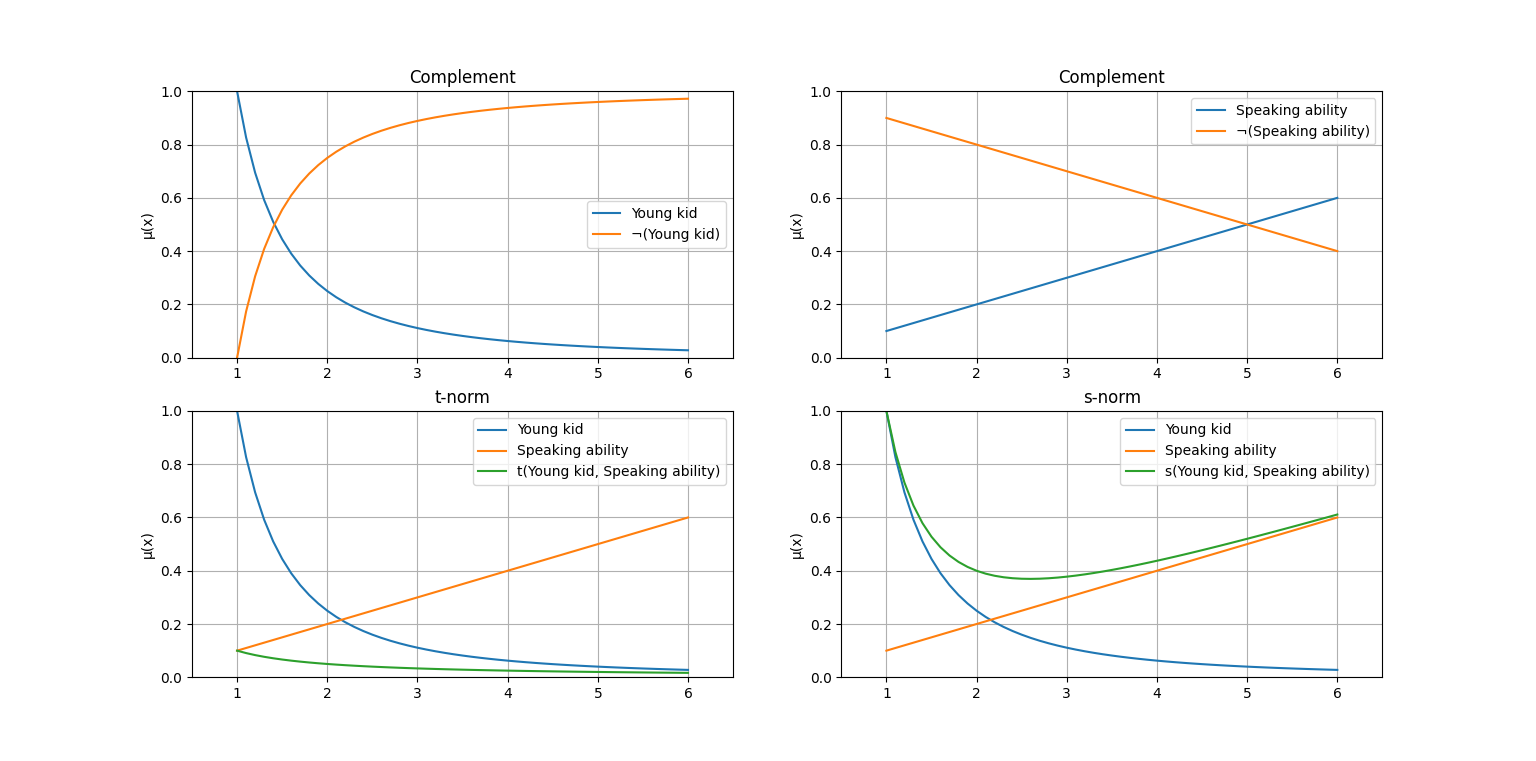 Complement
1.0
0.8
0.6
0.4
0.2
0.0
μ(x)
Young kid
¬(Young kid)
1 2 3 4 5 6
Complement
1.0
0.8
0.6
0.4
0.2
0.0
μ(x)
Speaking ability
¬(Speaking ability)
1 2 3 4 5 6
t-norm
1.0
0.8
0.6
0.4
0.2
0.0
μ(x)
Young kid
Speaking ability
t(Young kid, Speaking ability)
1 2 3 4 5 6
s-norm
1.0
0.8
0.6
0.4
0.2
0.0
μ(x)
Young kid
Speaking ability
s(Young kid, Speaking ability)
1 2 3 4 5 6